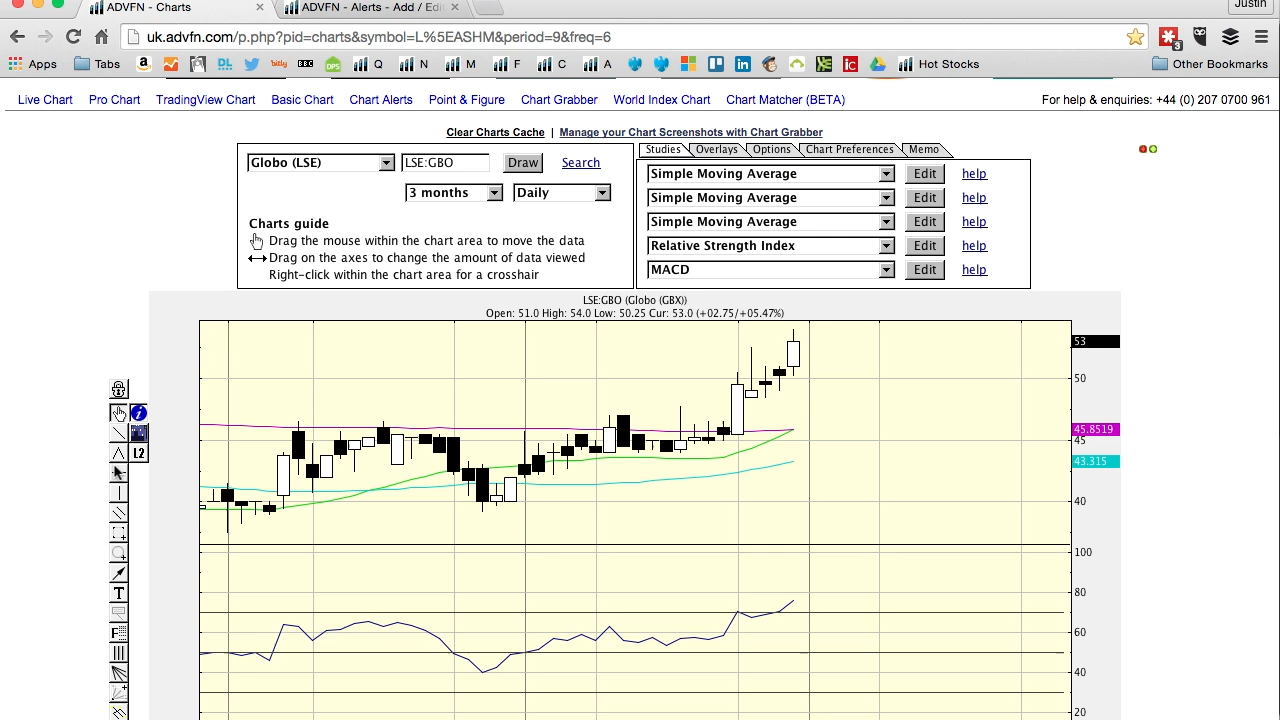 ADVFN - Charts
ADVFN - Alerts - Add / Edi
Justin
uk.advfn.com/p.php?pid=charts&symbol=L%5EASHM&period=9&freq=6
3
Apps Tabs a DL bitly BBC DPS Q N M F C A in ic Hot Stocks Other Bookmarks
Live Chart Pro Chart TradingView Chart Basic Chart Chart Alerts Point & Figure Chart Grabber World Index Chart Chart Matcher (BETA) For help & enquiries: +44 (0) 207 0700 961
Clear Charts Cache | Manage your Chart Screenshots with Chart Grabber
Globo (LSE) LSE:GBO Draw Search
3 months Daily
Charts guide
Drag the mouse within the chart area to move the data
Drag on the axes to change the amount of data viewed
Right-click within the chart area for a crosshair
Studies Overlays Options Chart Preferences Memo
Simple Moving Average Edit help
Simple Moving Average Edit help
Simple Moving Average Edit help
Relative Strength Index Edit help
MACD Edit help
LSE:GBO (Globo (GBX))
Open: 51.0 High: 54.0 Low: 50.25 Cur: 53.0 (+02.75/+05.47%)
53
50
45.8519
45
43.315
40
100
80
60
40
20
i
L2
T
F